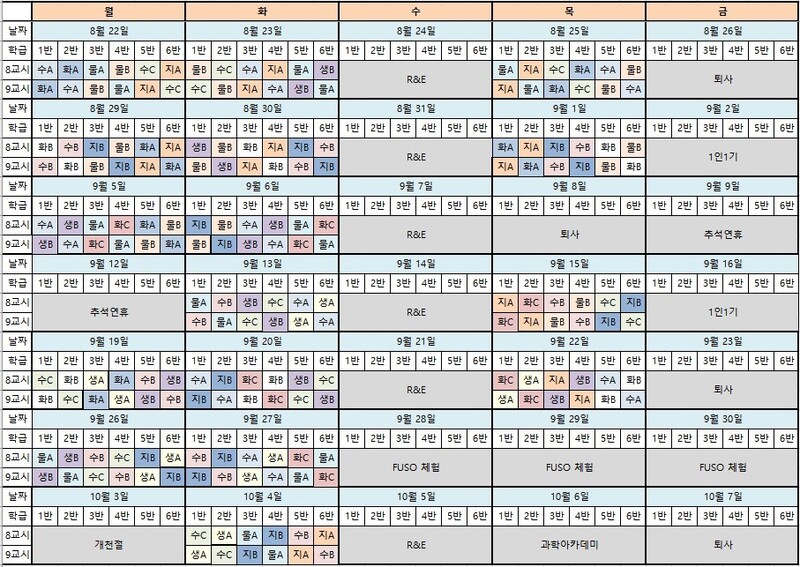 월 화 수 목 금
날짜 8월 22일 8월 23일 8월 24일 8월 25일 8월 26일
학급 1반 2반 3반 4반 5반 6반 1반 2반 3반 4반 5반 6반 1반 2반 3반 4반 5반 6반 1반 2반 3반 4반 5반 6반 1반 2반 3반 4반 5반 6반
8교시 수A 화A 물A 물B 수C 지A 물B 수C 수A 지A 물A 생B R&E 물A 지A 수C 화A 수A 물B 퇴사
9교시 화A 수A 물B 물A 지A 수C 수C 물B 지A 수A 생B 물A 지A 물A 화A 수C 물B 수A
날짜 8월 29일 8월 30일 8월 31일 9월 1일 9월 2일
학급 1반 2반 3반 4반 5반 6반 1반 2반 3반 4반 5반 6반 1반 2반 3반 4반 5반 6반 1반 2반 3반 4반 5반 6반 1반 2반 3반 4반 5반 6반
8교시 화B 수B 지B 물B 화A 지A 생B 물B 화B 지A 지B 수B R&E 화A 지A 지B 수B 화B 물B 1인1기
9교시 수B 화B 물B 지B 지A 화A 물B 생B 지A 화B 수B 지B 지A 화A 수B 지B 물B 화B
날짜 9월 5일 9월 6일 9월 7일 9월 8일 9월 9일
학급 1반 2반 3반 4반 5반 6반 1반 2반 3반 4반 5반 6반 1반 2반 3반 4반 5반 6반 1반 2반 3반 4반 5반 6반 1반 2반 3반 4반 5반 6반
8교시 수A 생B 물A 화C 화A 물B 지B 물B 수A 생B 물A 화C R&E 퇴사 추석연휴
9교시 생B 수A 화C 물A 물B 화A 물B 지B 생B 수A 화C 물A
날짜 9월 12일 9월 13일 9월 14일 9월 15일 9월 16일
학급 1반 2반 3반 4반 5반 6반 1반 2반 3반 4반 5반 6반 1반 2반 3반 4반 5반 6반 1반 2반 3반 4반 5반 6반 1반 2반 3반 4반 5반 6반
8교시 추석연휴 물A 수B 생B 수C 수A 생A R&E 지A 화C 수B 물B 수C 지B 1인1기
9교시 수B 물A 수C 생B 생A 수A 화C 지A 물B 수B 지B 수C
날짜 9월 19일 9월 20일 9월 21일 9월 22일 9월 23일
학급 1반 2반 3반 4반 5반 6반 1반 2반 3반 4반 5반 6반 1반 2반 3반 4반 5반 6반 1반 2반 3반 4반 5반 6반 1반 2반 3반 4반 5반 6반
8교시 수C 화B 생A 화A 수B 생B 수A 지B 화C 화B 생B 수C R&E 화C 생A 지A 생B 수A 화B 퇴사
9교시 화B 수C 화A 생A 생B 수B 지B 수A 화B 화C 수C 생B 생A 화C 생B 지A 화B 수A
날짜 9월 26일 9월 27일 9월 28일 9월 29일 9월 30일
학급 1반 2반 3반 4반 5반 6반 1반 2반 3반 4반 5반 6반 1반 2반 3반 4반 5반 6반 1반 2반 3반 4반 5반 6반 1반 2반 3반 4반 5반 6반
8교시 물A 생B 수B 수C 지B 생A 지B 수B 수A 생A 화C 물A FUSO 체험 FUSO 체험 FUSO 체험
9교시 생B 물A 수C 수B 생A 지B 수B 지B 생A 수A 물A 화C
날짜 10월 3일 10월 4일 10월 5일 10월 6일 10월 7일
학급 1반 2반 3반 4반 5반 6반 1반 2반 3반 4반 5반 6반 1반 2반 3반 4반 5반 6반 1반 2반 3반 4반 5반 6반 1반 2반 3반 4반 5반 6반
8교시 개천절 수C 생A 물A 지B 수B 지A R&E 과학아카데미 퇴사
9교시 생A 수C 지B 물A 지A 수B